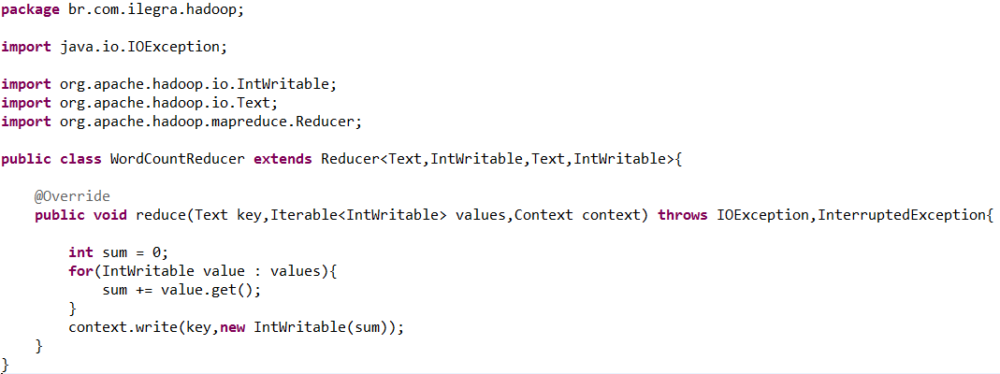 package br.com.ilegra.hadoop;
import java.io.IOException;
import org.apache.hadoop.io.IntWritable;
import org.apache.hadoop.io.Text;
import org.apache.hadoop.mapreduce.Reducer;
public class WordCountReducer extends Reducer<Text,IntWritable,Text,IntWritable>{
@Override
public void reduce(Text key,Iterable<IntWritable> values,Context context) throws IOException,InterruptedException{
int sum = 0;
for(IntWritable value : values){
sum += value.get();
}
context.write(key,new IntWritable(sum));
}
}